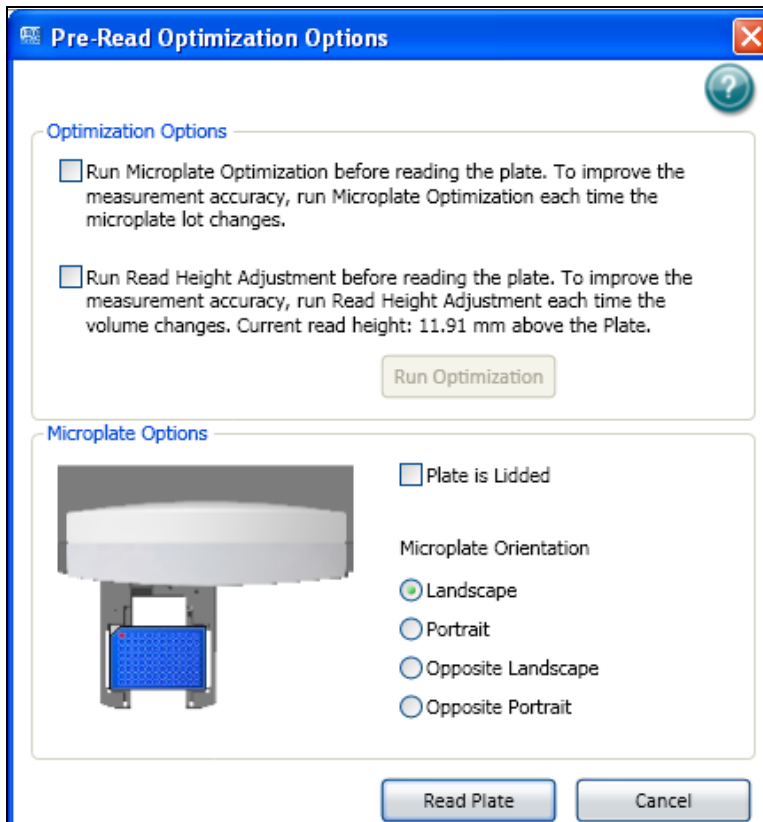 Pre-Read Optimization Options
?
Optimization Options
Run Microplate Optimization before reading the plate. To improve the
measurement accuracy, run Microplate Optimization each time the
microplate lot changes.
Run Read Height Adjustment before reading the plate. To improve the
measurement accuracy, run Read Height Adjustment each time the
volume changes. Current read height: 11.91 mm above the Plate.
Run Optimization
Microplate Options
Plate is Lidded
Microplate Orientation
Landscape
Portrait
Opposite Landscape
Opposite Portrait
Read Plate
Cancel